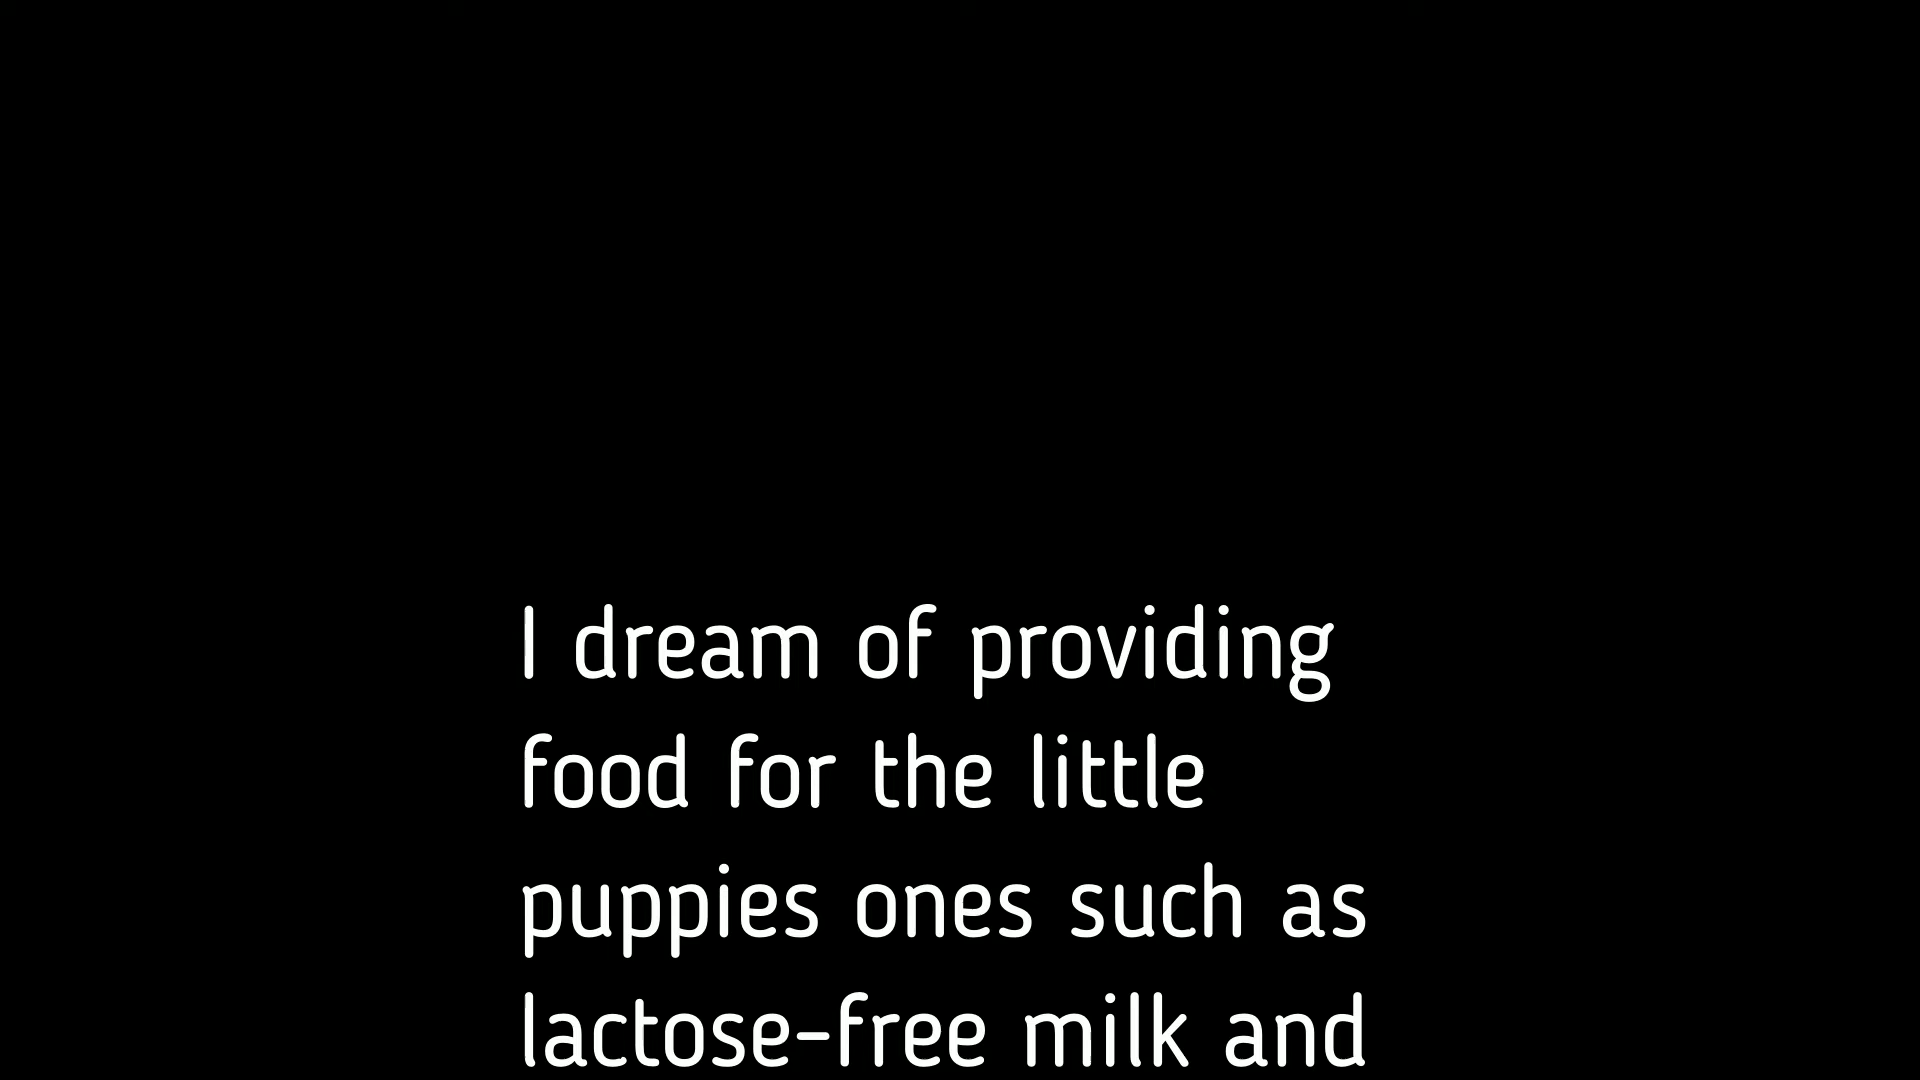 I dream of providing
food for the little
puppies ones such as
lactose-free milk and